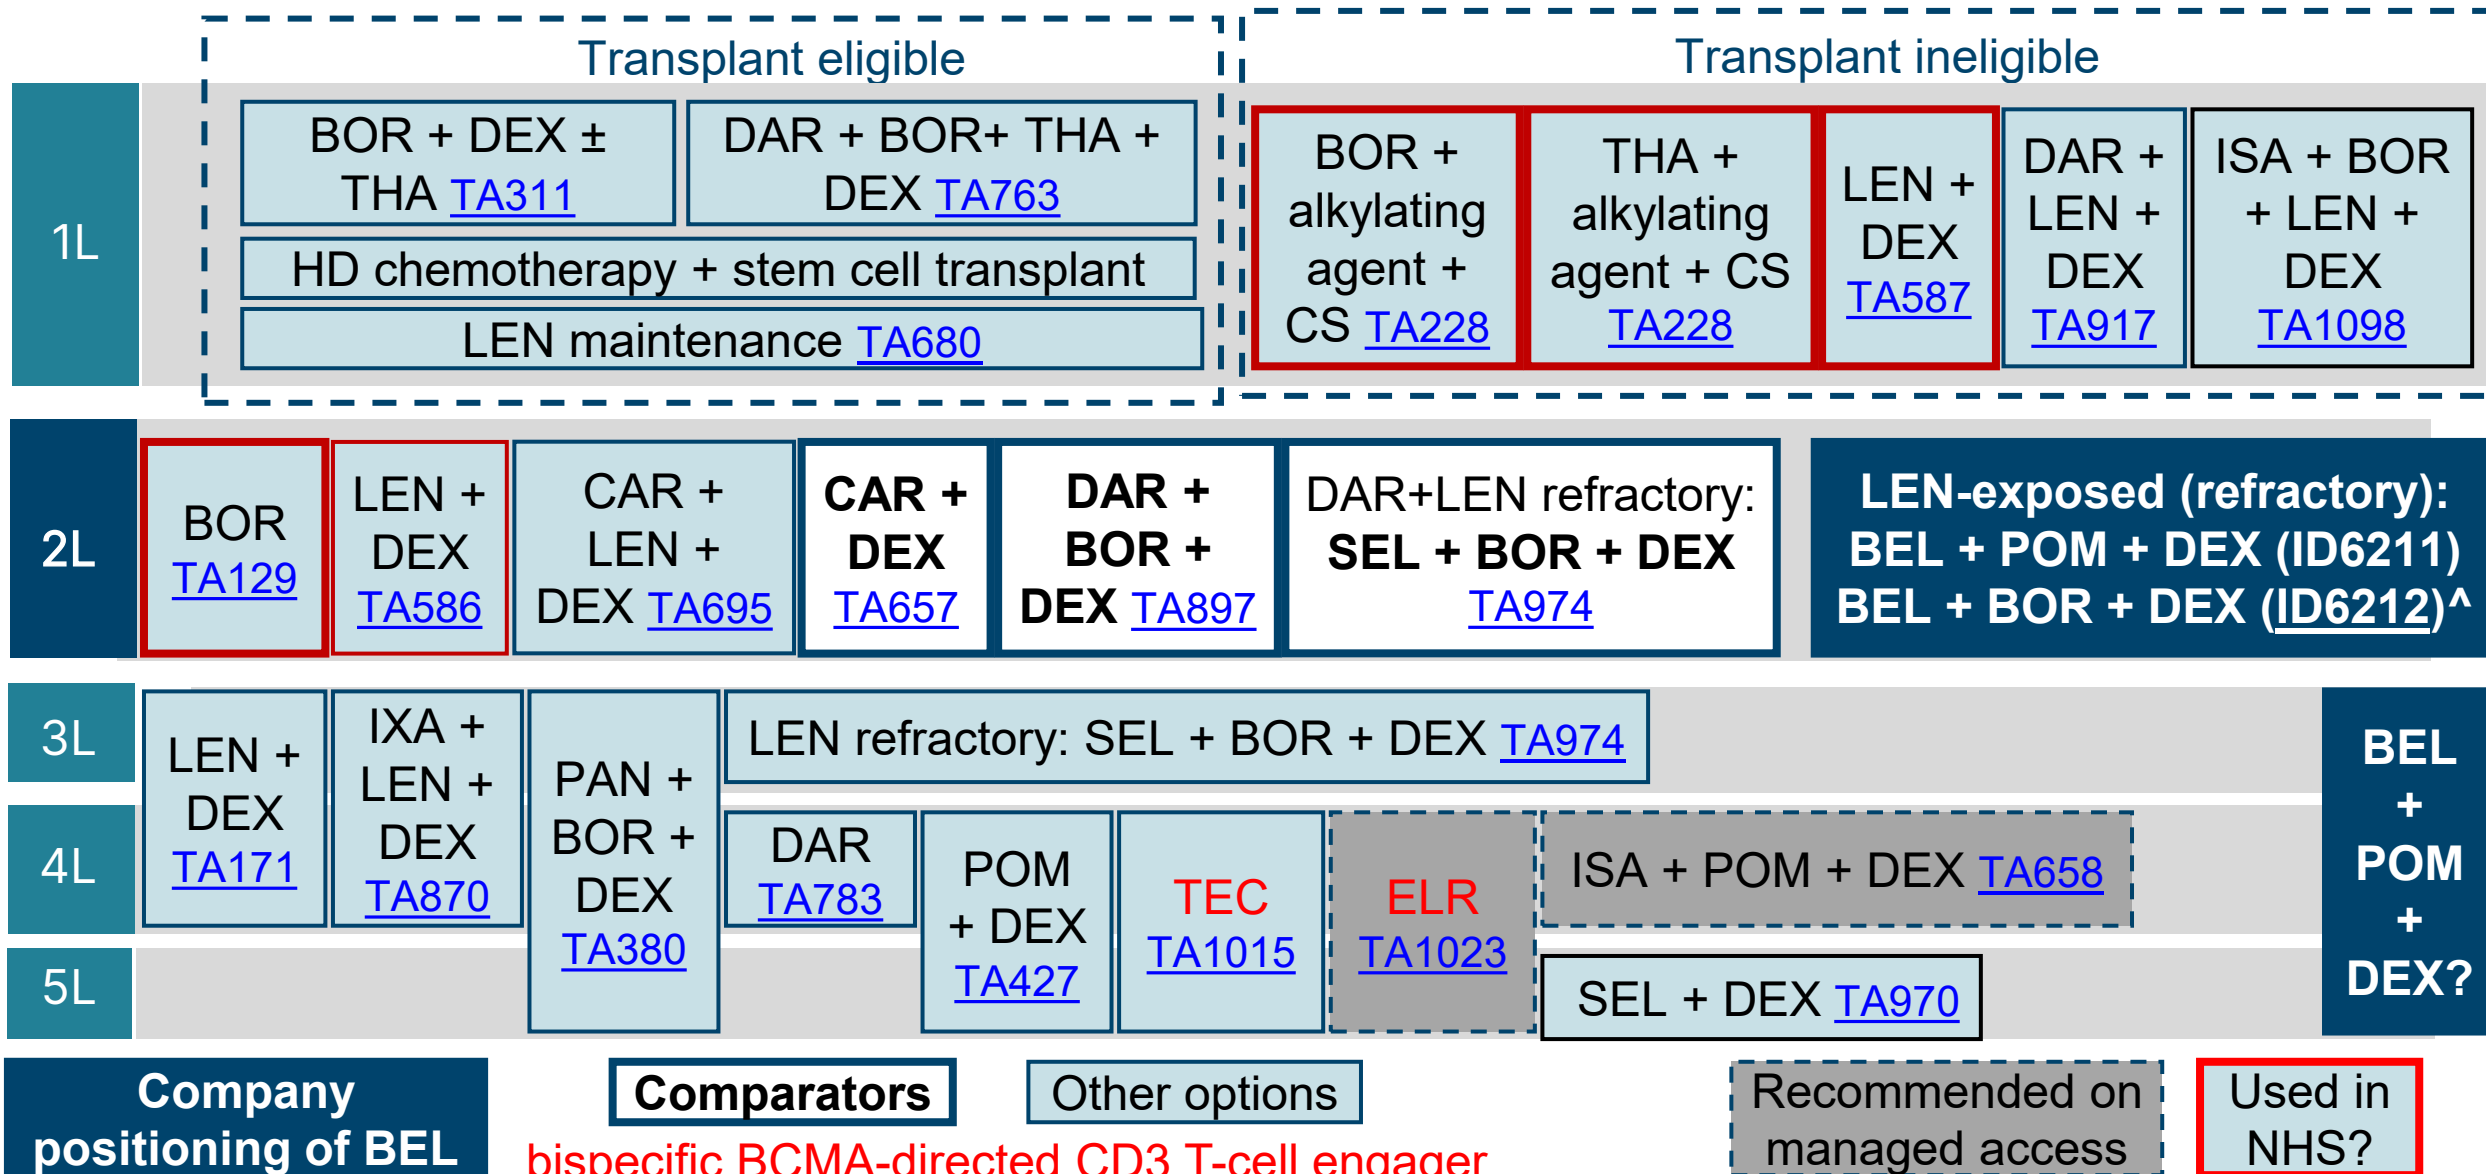 Transplant eligible
Transplant ineligible
1L
BOR + DEX ±
THA TA311
DAR + BOR+ THA +
DEX TA763
HD chemotherapy + stem cell transplant
LEN maintenance TA680
BOR +
alkylating
agent +
CS TA228
THA +
alkylating
agent + CS
TA228
LEN +
DEX
TA587
DAR +
LEN +
DEX
TA917
ISA + BOR
+ LEN +
DEX
TA1098
2L
BOR
TA129
LEN +
DEX
TA586
CAR +
LEN +
DEX TA695
CAR +
DEX
TA657
DAR +
BOR +
DEX TA897
DAR+LEN refractory:
SEL + BOR + DEX
TA974
LEN-exposed (refractory):
BEL + POM + DEX (ID6211)
BEL + BOR + DEX (ID6212)^
3L
4L
5L
LEN +
DEX
TA171
IXA +
LEN +
DEX
TA870
PAN +
BOR +
DEX
TA380
LEN refractory: SEL + BOR + DEX TA974
DAR
TA783
POM
+ DEX
TA427
TEC
TA1015
ELR
TA1023
ISA + POM + DEX TA658
SEL + DEX TA970
BEL
+
POM
+
DEX?
Company
positioning of BEL
Comparators
Other options
bispecific BCMA-directed CD3 T-cell engager
Recommended on
managed access
Used in
NHS?